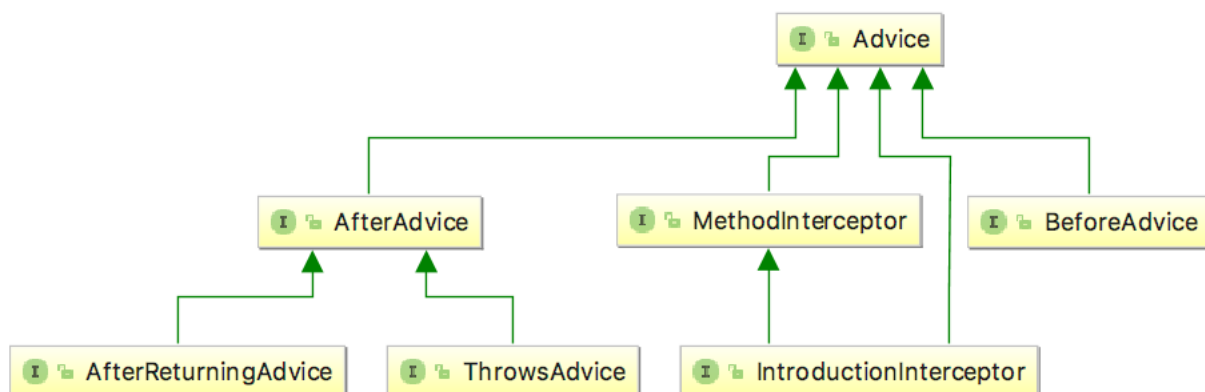 I Advice
I AfterAdvice
I MethodInterceptor
I BeforeAdvice
I AfterReturningAdvice
I ThrowsAdvice
I IntroductionInterceptor